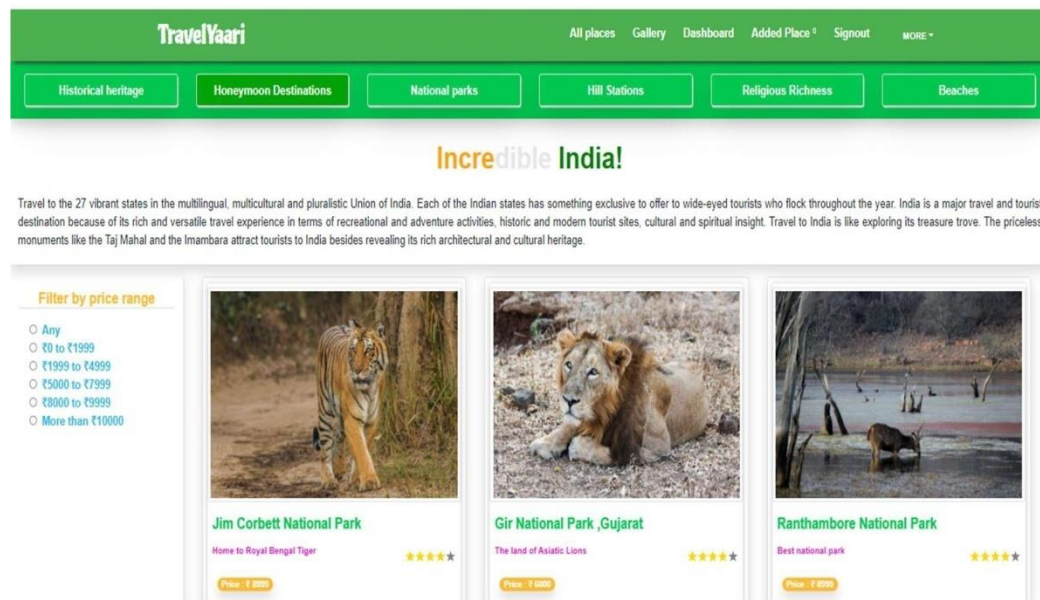 TravelYaari
All places Gallery Dashboard Added Place 0 Signout MORE
Historical heritage Honeymoon Destinations National parks Hill Stations Religious Richness Beaches
Incredible India!
Travel to the 27 vibrant states in the multilingual, multicultural and pluralistic Union of India. Each of the Indian states has something exclusive to offer to wide-eyed tourists who flock throughout the year. India is a major travel and tourist
destination because of its rich and versatile travel experience in terms of recreational and adventure activities, historic and modern tourist sites, cultural and spiritual insight. Travel to India is like exploring its treasure trove. The priceless
monuments like the Taj Mahal and the Imambara attract tourists to India besides revealing its rich architectural and cultural heritage.
Filter by price range
Any
₹0 to ₹1999
₹1999 to ₹4999
₹5000 to ₹7999
₹8000 to ₹9999
More than ₹10000
Jim Corbett National Park
Home to Royal Bengal Tiger
Price : ₹ 8999
Gir National Park ,Gujarat
The land of Asiatic Lions
Price : ₹ 6000
Ranthambore National Park
Best national park
Price : ₹ 8999